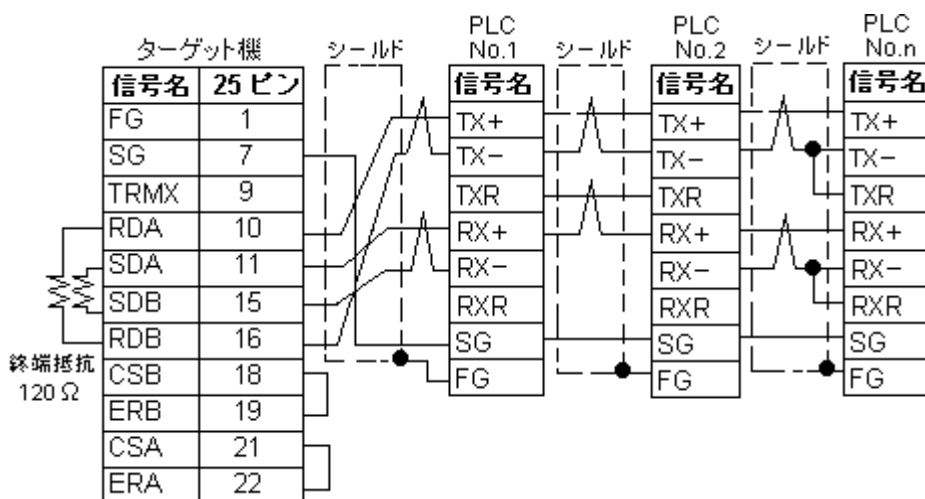 ターゲット機
信号名 25 ピン
FG 1
SG 7
TRMX 9
RDA 10
SDA 11
SDB 15
RDB 16
CSB 18
ERB 19
CSA 21
ERA 22
終端抵抗
120 Ω
シールド
PLC
No.1
信号名
TX+
TX−
TXR
RX+
RX−
RXR
SG
FG
シールド
PLC
No.2
信号名
TX+
TX−
TXR
RX+
RX−
RXR
SG
FG
シールド
PLC
No.n
信号名
TX+
TX−
TXR
RX+
RX−
RXR
SG
FG